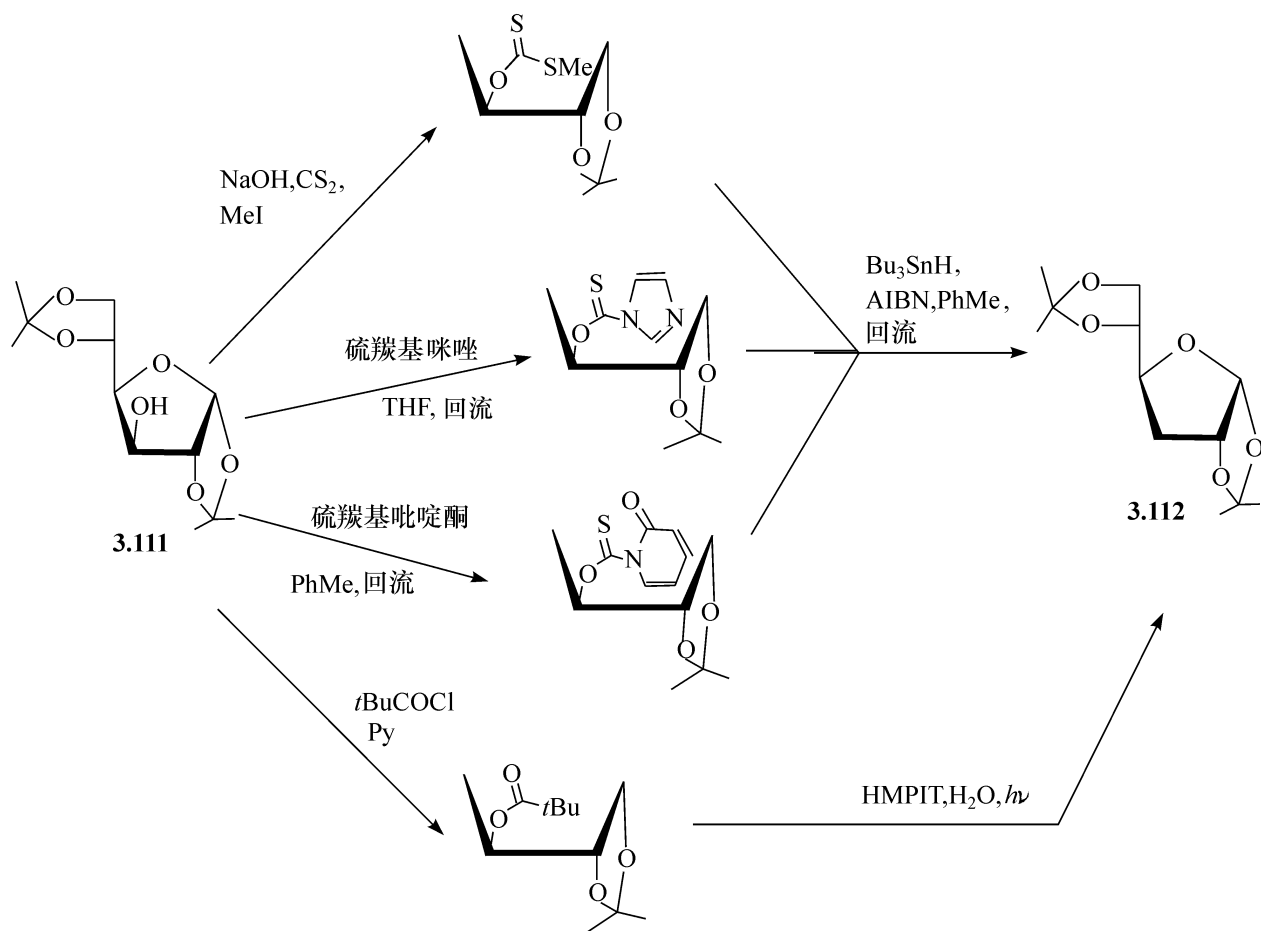 S
SMe
O
O
O
NaOH,CS₂,
MeI
S
N
N
O
O
O
Bu₃SnH,
AIBN,PhMe,
回流
O
O
O
OH
O
O
3.111
硫羰基咪唑
THF, 回流
O
O
O
O
O
3.112
硫羰基吡啶酮
PhMe,回流
O
S
N
O
O
O
tBuCOCl
Py
O
tBu
O
O
O
HMPIT,H₂O,hν